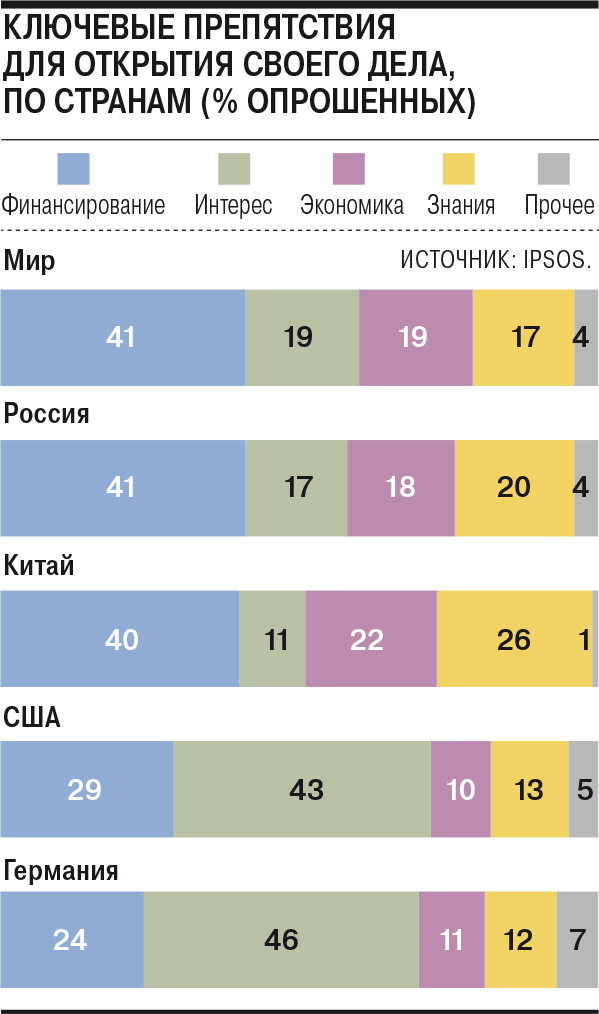 КЛЮЧЕВЫЕ ПРЕПЯТСТВИЯ
ДЛЯ ОТКРЫТИЯ СВОЕГО ДЕЛА,
ПО СТРАНАМ (% ОПРОШЕННЫХ)
Финансирование Интерес Экономика Знания Прочее
Мир ИСТОЧНИК: IPSOS.
41 19 19 17 4
Россия
41 17 18 20 4
Китай
40 11 22 26 1
США
29 43 10 13 5
Германия
24 46 11 12 7